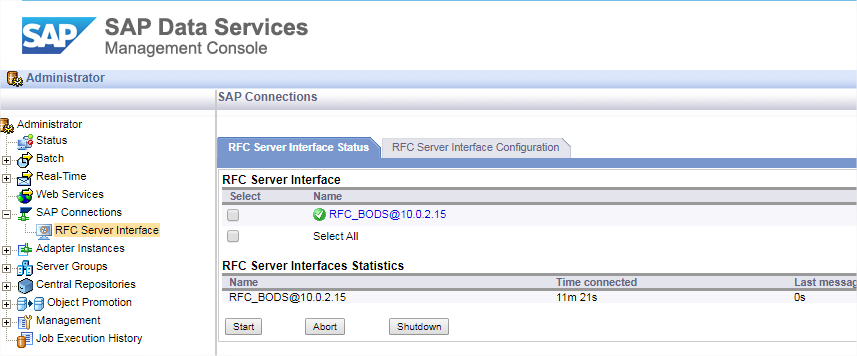 SAP SAP Data Services
Management Console
Administrator
SAP Connections
Administrator
Status
Batch
Real-Time
Web Services
SAP Connections
RFC Server Interface
Adapter Instances
Server Groups
Central Repositories
Object Promotion
Management
Job Execution History
RFC Server Interface Status RFC Server Interface Configuration
RFC Server Interface
Select Name
RFC_BODS@10.0.2.15
Select All
RFC Server Interfaces Statistics
Name Time connected Last messag
RFC_BODS@10.0.2.15 11m 21s 0s
Start Abort Shutdown